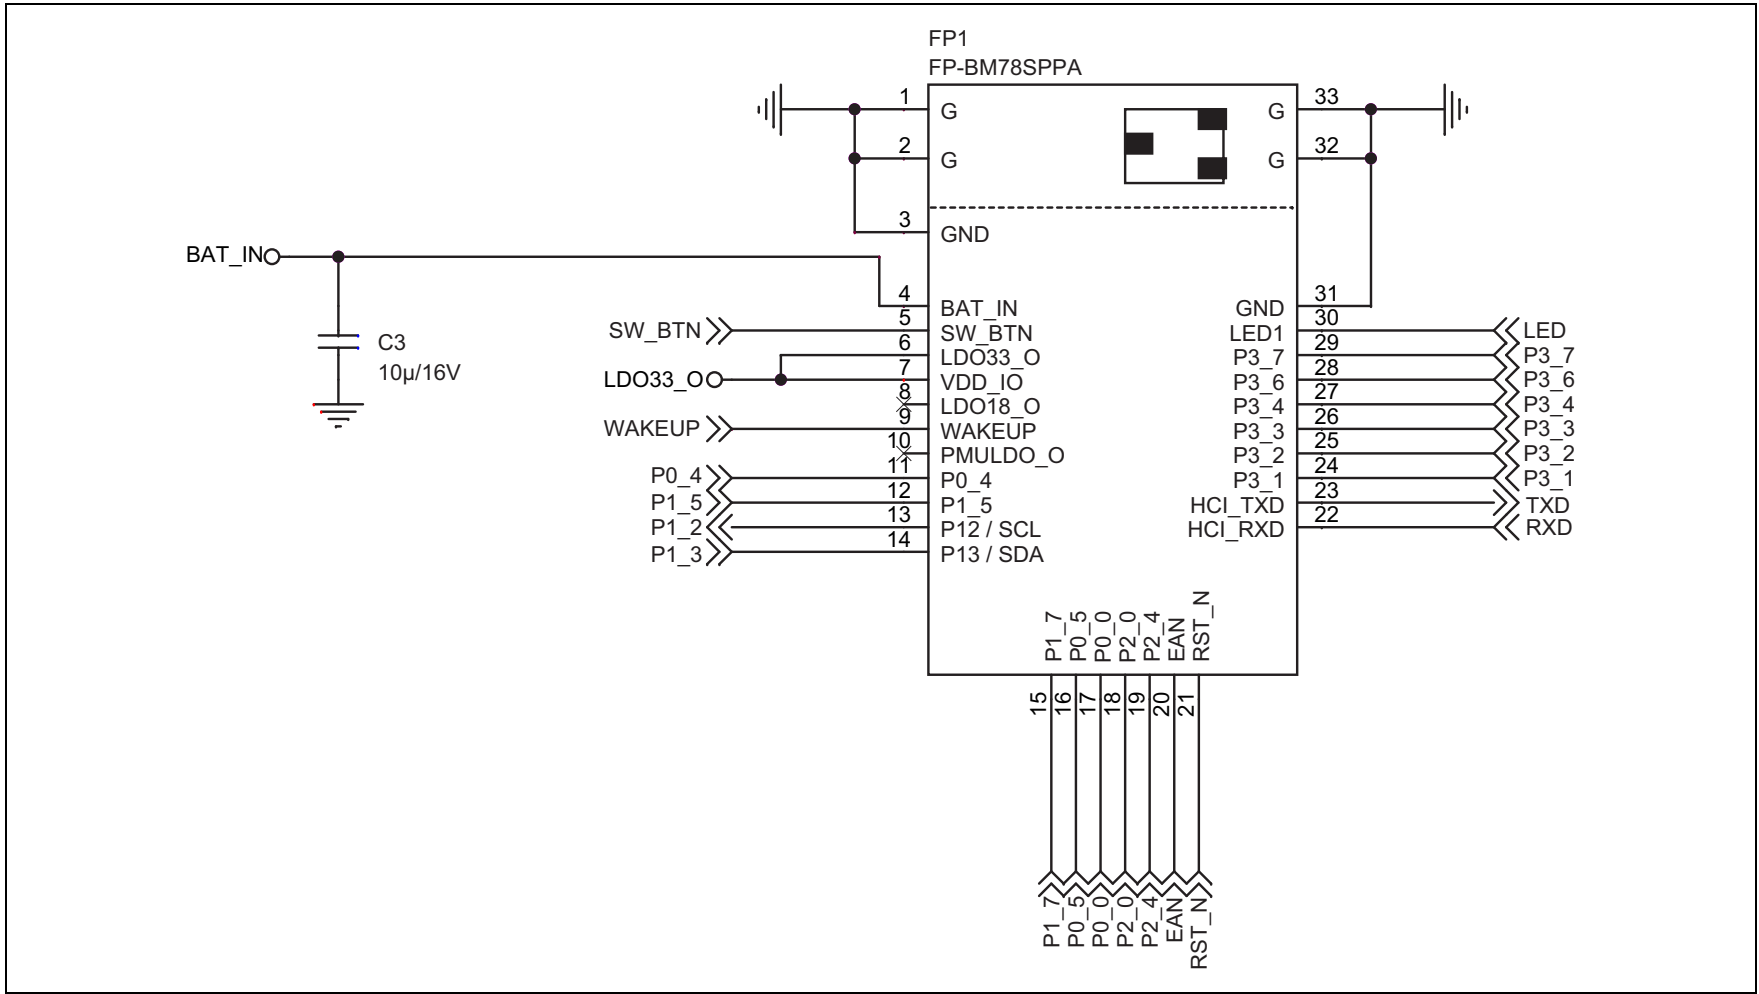 FP1
FP-BM78SPPA
1
G
2
G
3
GND
33
G
32
G
BAT_IN
C3
10µ/16V
4
BAT_IN
SW_BTN
5
SW_BTN
6
LDO33_O
LDO33_O
7
VDD_IO
8
LDO18_O
WAKEUP
9
WAKEUP
10
PMULDO_O
P0_4
11
P0_4
P1_5
12
P1_5
P1_2
13
P12 / SCL
P1_3
14
P13 / SDA
31
GND
30
LED1
LED
29
P3_7
P3_7
28
P3_6
P3_6
27
P3_4
P3_4
26
P3_3
P3_3
25
P3_2
P3_2
24
P3_1
P3_1
23
HCI_TXD
TXD
22
HCI_RXD
RXD
P1_7
P0_5
P0_0
P2_0
P2_4
EAN
RST_N
15
16
17
18
19
20
21
P1_7
P0_5
P0_0
P2_0
P2_4
EAN
RST_N